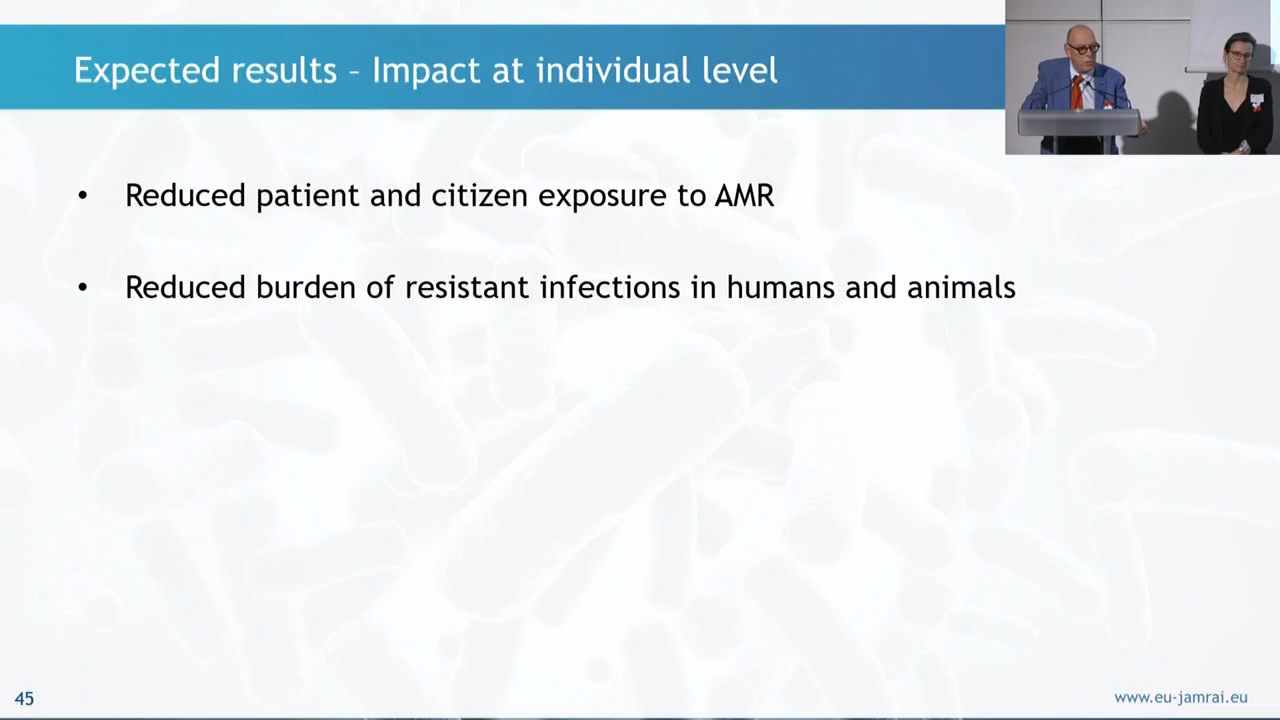 Expected results – Impact at individual level
• Reduced patient and citizen exposure to AMR
• Reduced burden of resistant infections in humans and animals
45
www.eu-jamrai.eu